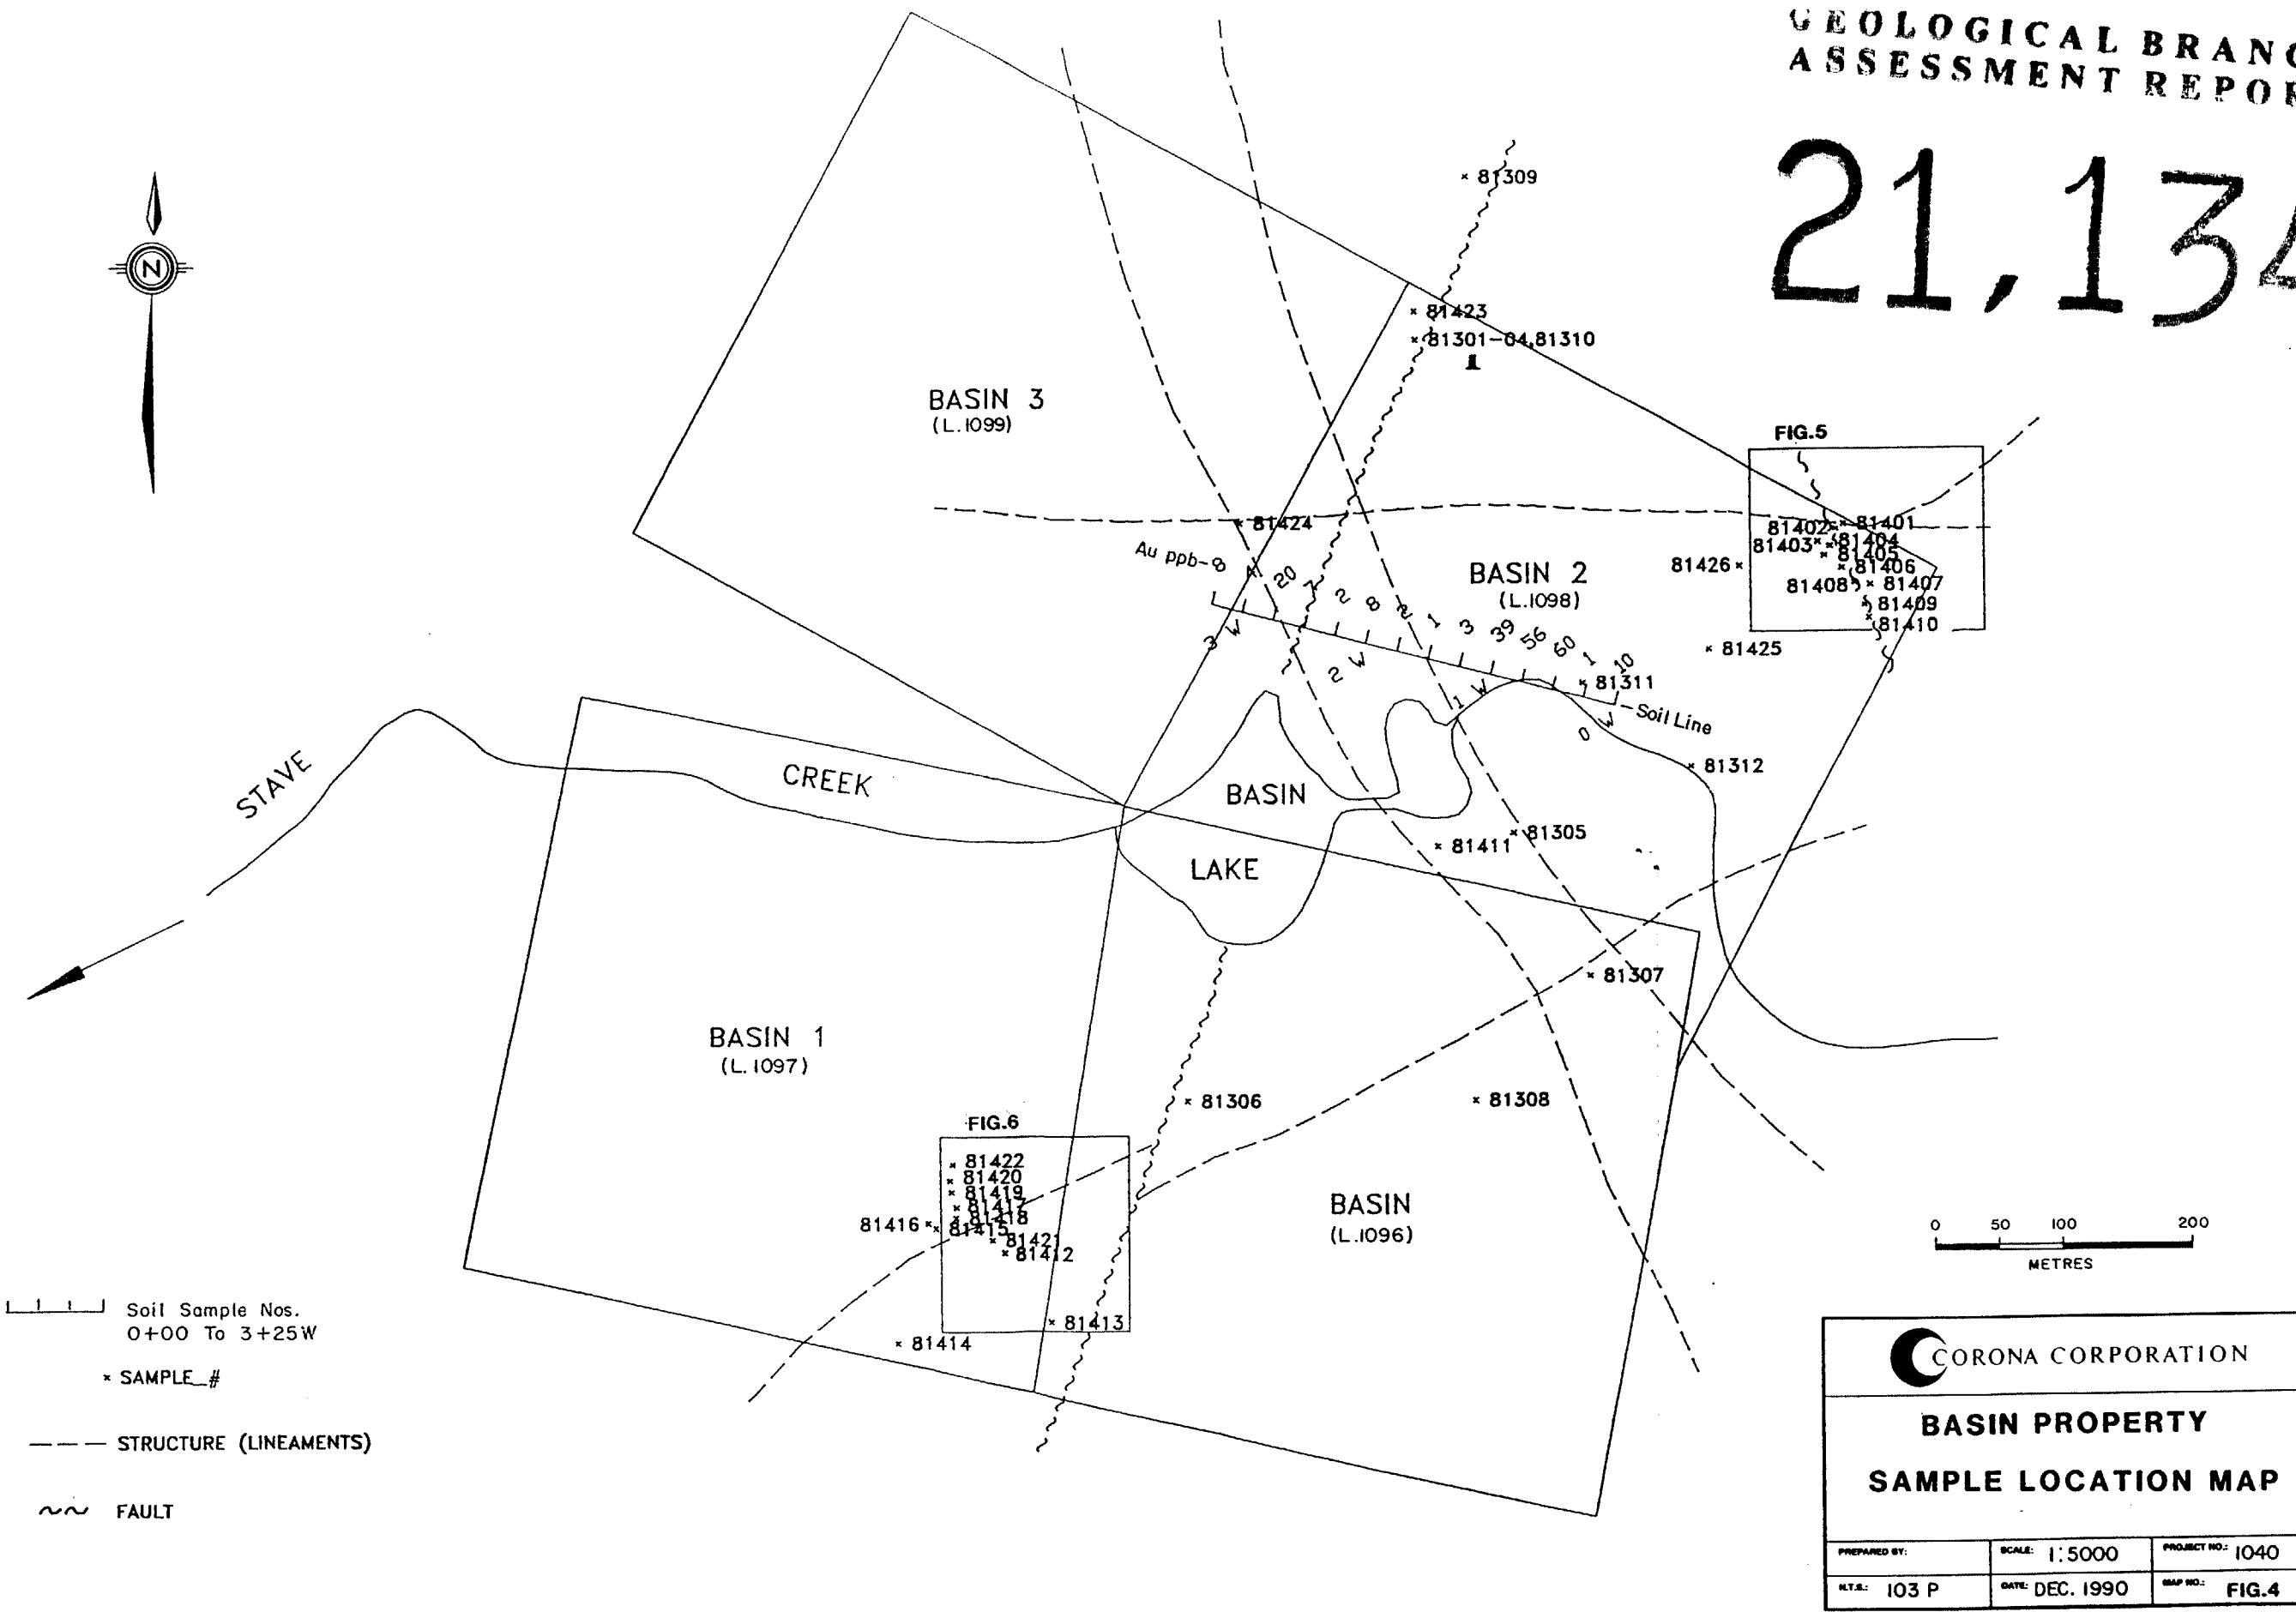 GEOLOGICAL BRANC
ASSESSMENT REPOR
21,134
N
81309
81423
81301-04,81310
1
BASIN 3
(L.1099)
FIG.5
81424
81401
81402
81404
81403
81405
81426
81406
81408
81407
81409
81410
81425
Au ppb-8
20
7
2
8
2
1
3
39
56
60
1
10
BASIN 2
(L.1098)
3 W
2 W
1 W
0 W
81311
Soil Line
81312
STAVE
CREEK
BASIN
LAKE
81305
81411
81307
BASIN 1
(L.1097)
81306
81308
FIG.6
81422
81420
81419
81417
81418
81416
81415
81421
81412
81413
81414
BASIN
(L.1096)
0 50 100 200
METRES
Soil Sample Nos.
0+00 To 3+25W
× SAMPLE #
STRUCTURE (LINEAMENTS)
FAULT
CORONA CORPORATION
BASIN PROPERTY
SAMPLE LOCATION MAP
PREPARED BY:
SCALE: 1:5000
PROJECT NO.: 1040
N.T.S.: 103 P
DATE: DEC. 1990
MAP NO.: FIG.4